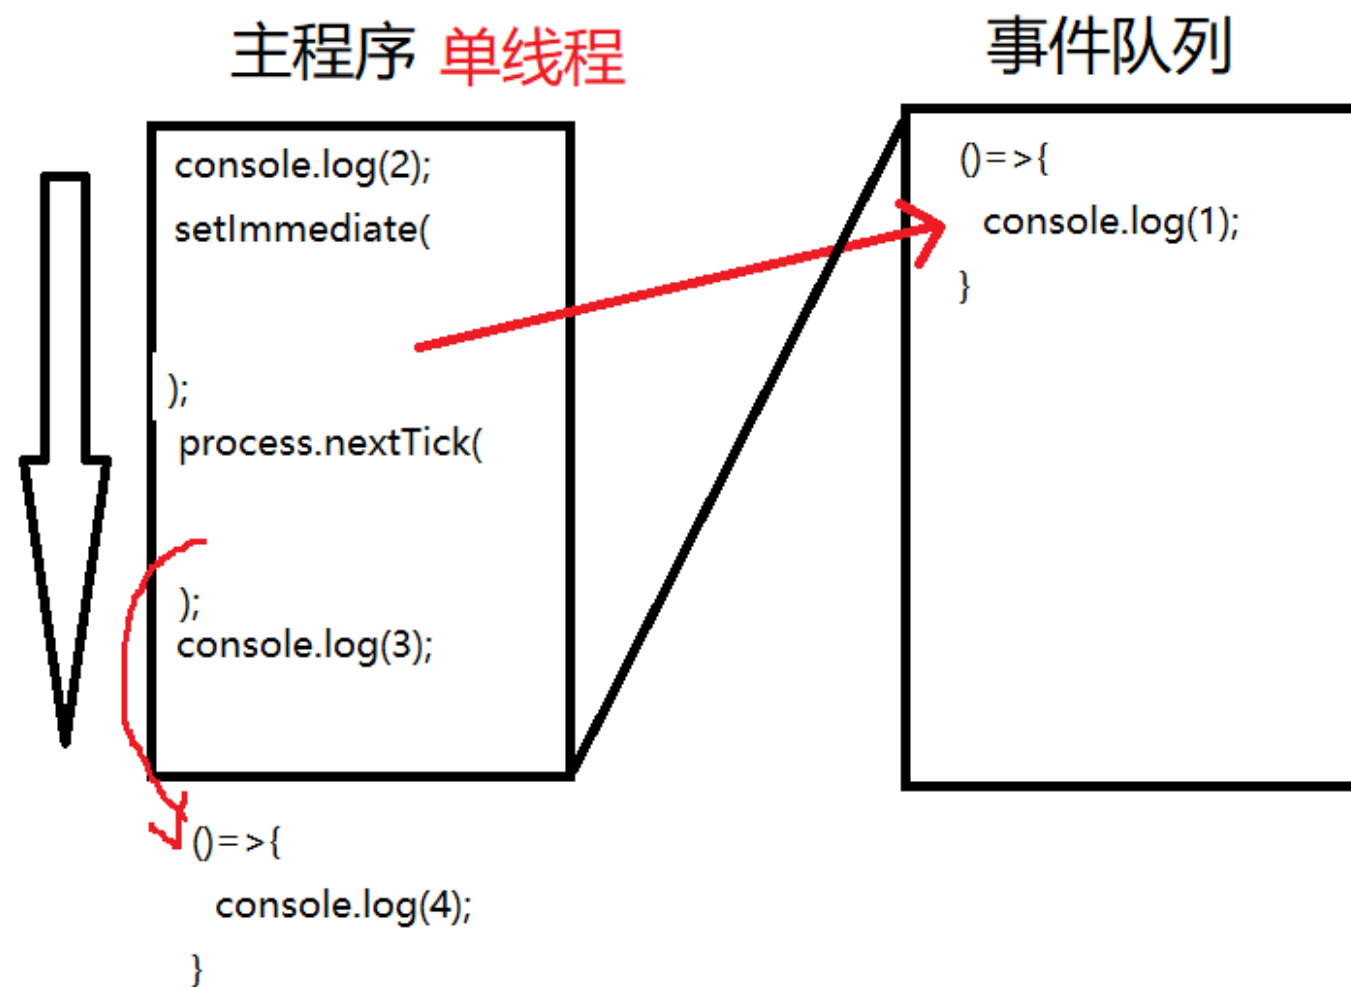 主程序 单线程
console.log(2);
setImmediate(
);
process.nextTick(
);
console.log(3);
()=>{
console.log(4);
}
事件队列
()=>{
console.log(1);
}